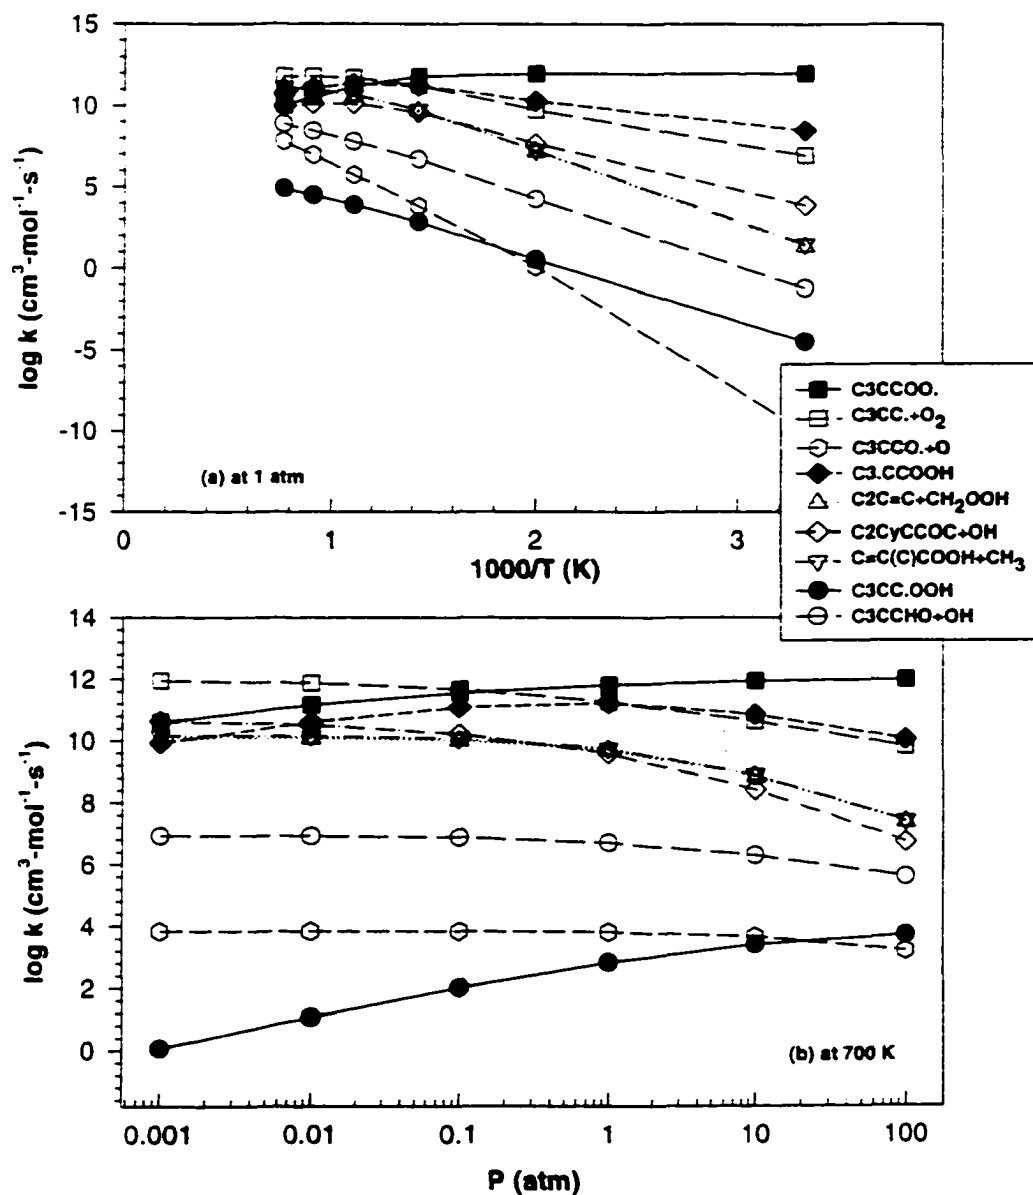 15
10
5
0
-5
-10
-15
log k (cm³-mol⁻¹-s⁻¹)
(a) at 1 atm
0
1
2
3
1000/T (K)
C3CCOO.
C3CC.+O₂
C3CCO.+O
C3.CCOOH
C2C=C+CH₂OOH
C2CyCCOC+OH
C=C(C)COOH+CH₃
C3CC.OOH
C3CCHO+OH
14
12
10
8
6
4
2
0
log k (cm³-mol⁻¹-s⁻¹)
(b) at 700 K
0.001
0.01
0.1
1
10
100
P (atm)